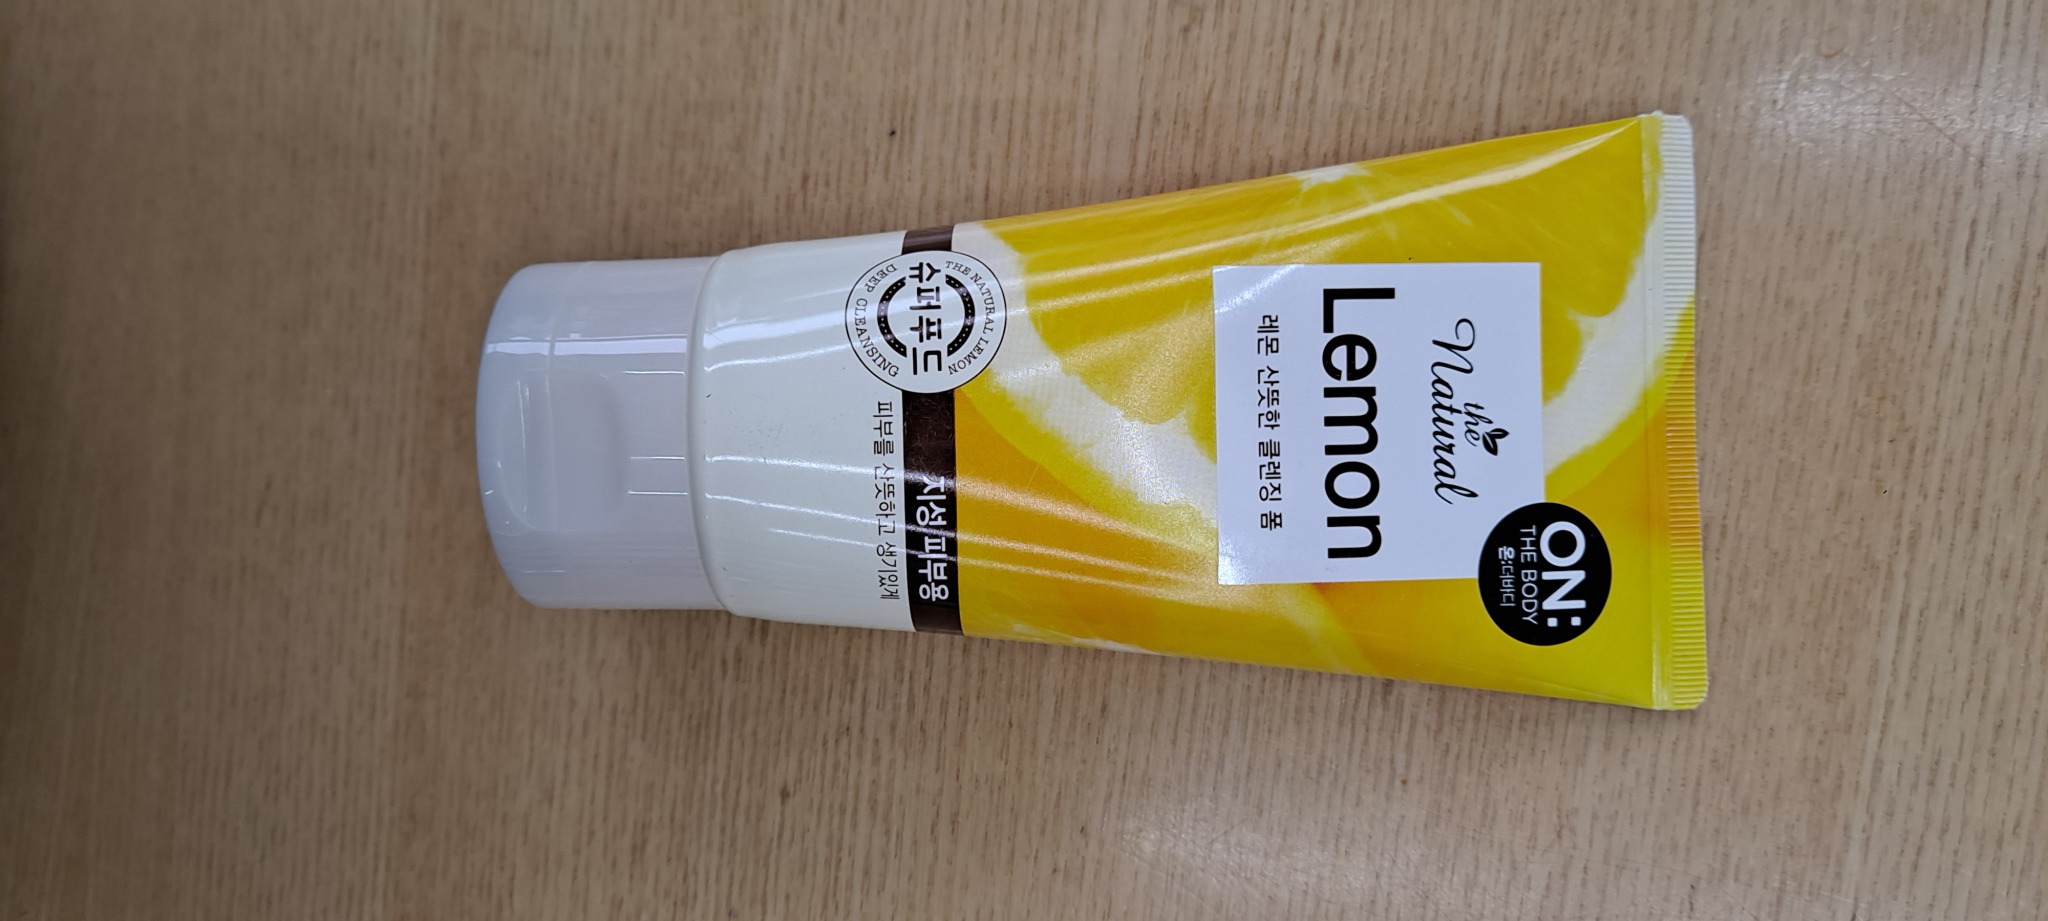 ON:
THE BODY
온:더바디
the
Natural
Lemon
레몬 산뜻한 클렌징 폼
THE NATURAL LEMON
슈퍼푸드
DEEP CLEANSING
지성피부용
피부를 산뜻하고 생기있게